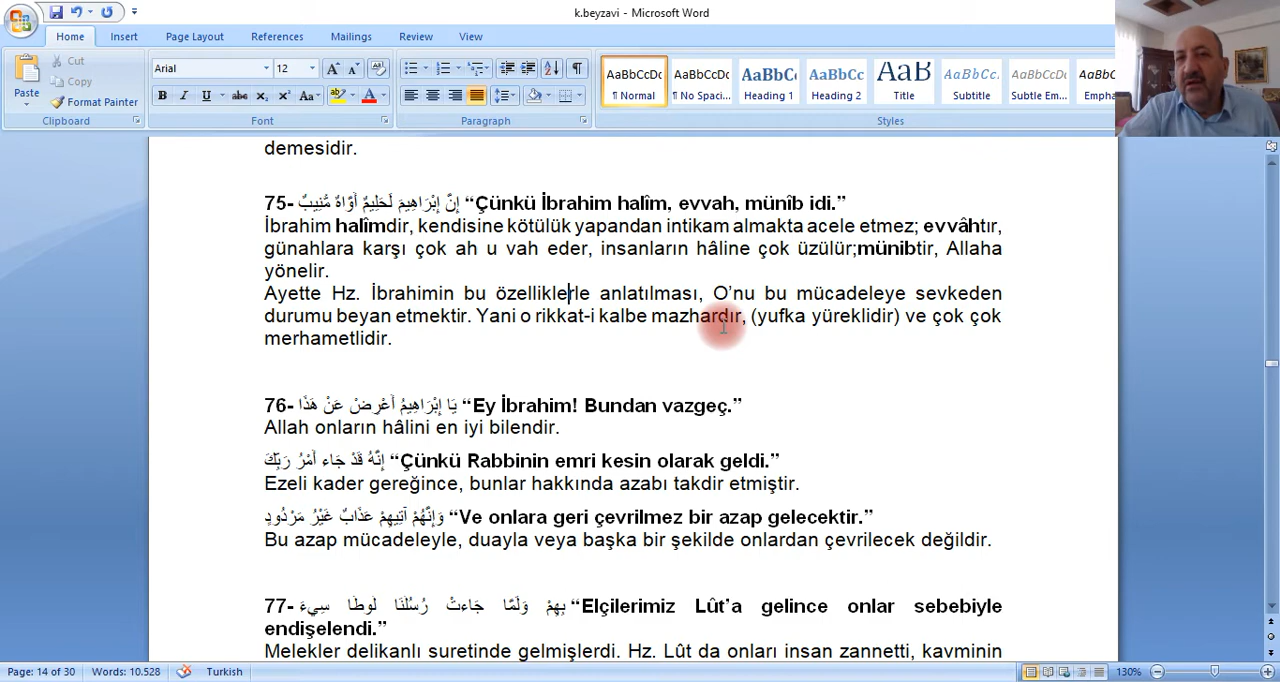 k.beyzavi - Microsoft Word
Home Insert Page Layout References Mailings Review View
Paste
Cut
Copy
Format Painter
Clipboard
Arial 12
Font
Paragraph
AaBbCcDc AaBbCcDc AaBbC AaBbCc AaB AaBbCc. AaBbCcDc AaBbCc
¶ Normal ¶ No Spaci... Heading 1 Heading 2 Title Subtitle Subtle Em... Empha
Styles
demesidir.
75- إِنَّ إِبْرَاهِيمَ لَحَلِيمٌ أَوَّاهٌ مُّنِيبٌ “Çünkü İbrahim halîm, evvah, münîb idi.”
İbrahim halîmdir, kendisine kötülük yapandan intikam almakta acele etmez; evvâhtır,
günahlara karşı çok ah u vah eder, insanların hâline çok üzülür;münibtir, Allaha
yönelir.
Ayette Hz. İbrahimin bu özelliklerle anlatılması, O’nu bu mücadeleye sevkeden
durumu beyan etmektir. Yani o rikkat-i kalbe mazhardır, (yufka yüreklidir) ve çok çok
merhametlidir.
76- يَا إِبْرَاهِيمُ أَعْرِضْ عَنْ هَذَا “Ey İbrahim! Bundan vazgeç.”
Allah onların hâlini en iyi bilendir.
إِنَّهُ قَدْ جَاء أَمْرُ رَبِّكَ “Çünkü Rabbinin emri kesin olarak geldi.”
Ezeli kader gereğince, bunlar hakkında azabı takdir etmiştir.
وَإِنَّهُمْ آتِيهِمْ عَذَابٌ غَيْرُ مَرْدُودٍ “Ve onlara geri çevrilmez bir azap gelecektir.”
Bu azap mücadeleyle, duayla veya başka bir şekilde onlardan çevrilecek değildir.
77- بِهِمْ وَلَمَّا جَاءتْ رُسُلُنَا لُوطًا سِيءَ “Elçilerimiz Lût’a gelince onlar sebebiyle
endişelendi.”
Melekler delikanlı suretinde gelmişlerdi. Hz. Lût da onları insan zannetti, kavminin
Page: 14 of 30 Words: 10.528 Turkish 130%